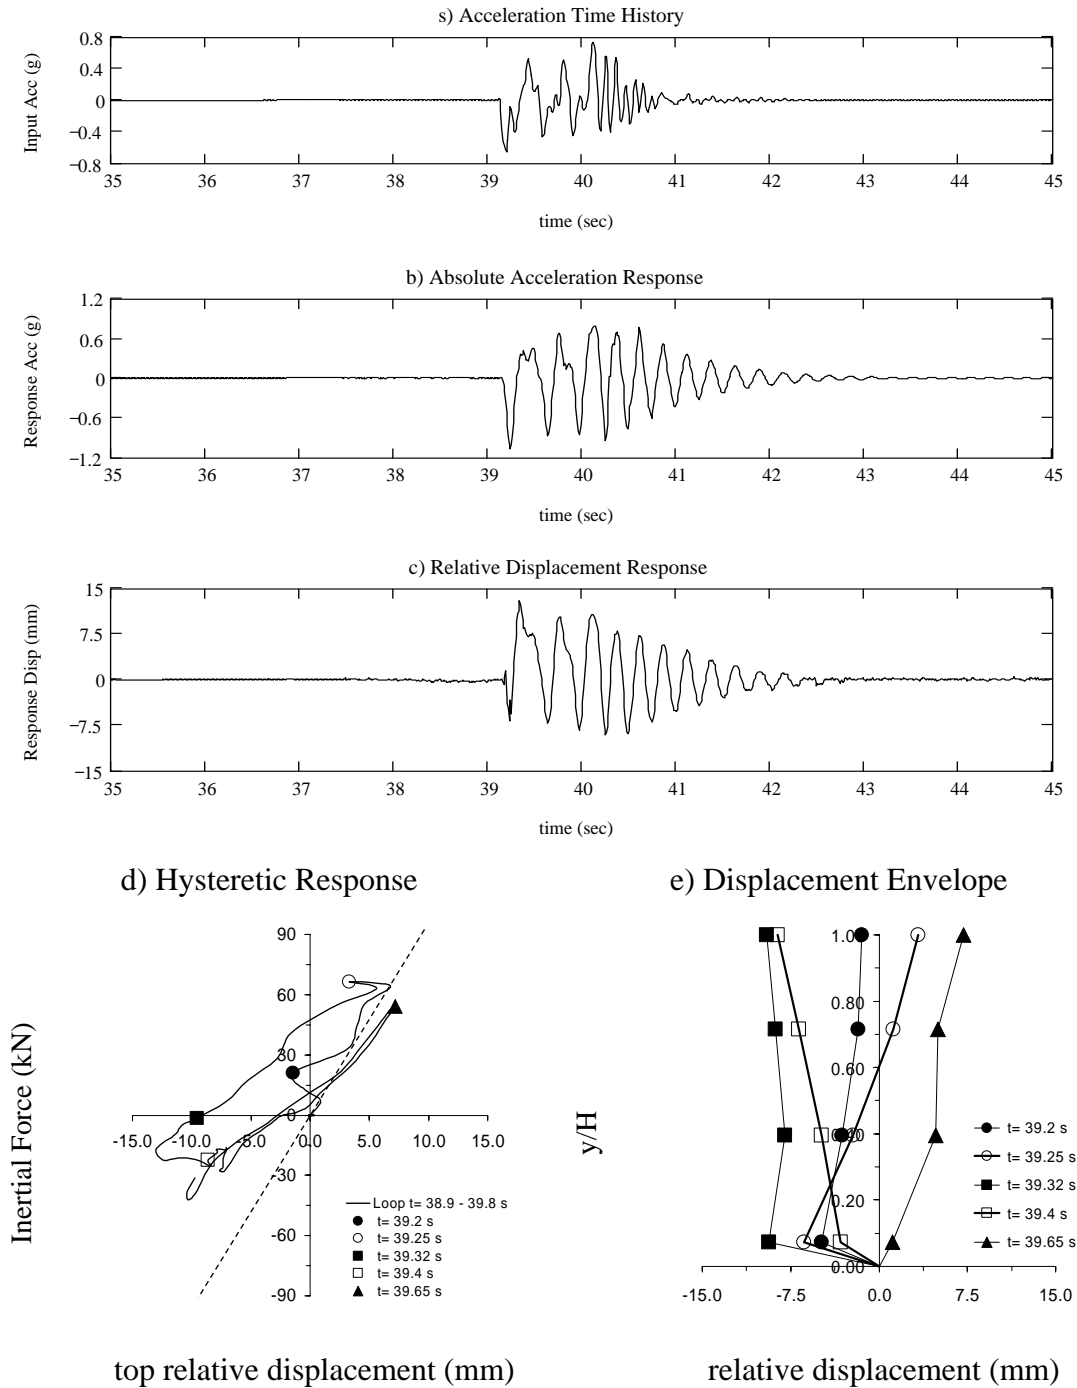 s) Acceleration Time History
Input Acc (g)
0.8
0.4
0
−0.4
−0.8
35 36 37 38 39 40 41 42 43 44 45
time (sec)
b) Absolute Acceleration Response
Response Acc (g)
1.2
0.6
0
−0.6
−1.2
35 36 37 38 39 40 41 42 43 44 45
time (sec)
c) Relative Displacement Response
Response Disp (mm)
15
7.5
0
−7.5
−15
35 36 37 38 39 40 41 42 43 44 45
time (sec)
d) Hysteretic Response
Inertial Force (kN)
90
60
30
0
-30
-60
-90
-15.0 -10.0 -5.0 0.0 5.0 10.0 15.0
Loop t= 38.9 - 39.8 s
t= 39.2 s
t= 39.25 s
t= 39.32 s
t= 39.4 s
t= 39.65 s
top relative displacement (mm)
e) Displacement Envelope
y/H
1.00
0.80
0.60
0.40
0.20
0.00
-15.0 -7.5 0.0 7.5 15.0
t= 39.2 s
t= 39.25 s
t= 39.32 s
t= 39.4 s
t= 39.65 s
relative displacement (mm)